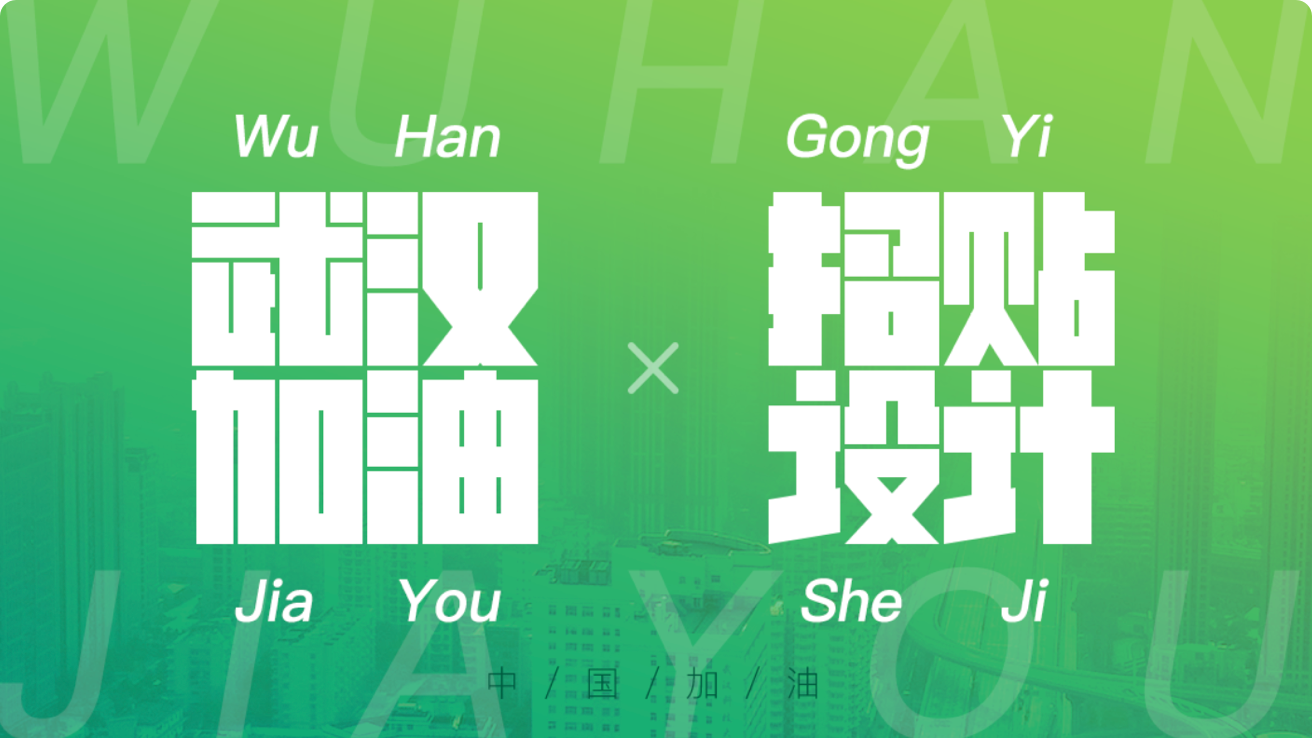 WUHAN
Wu Han
武汉
加油
Jia You
×
Gong Yi
招贴
设计
She Ji
JIAYOU
中/国/加/油